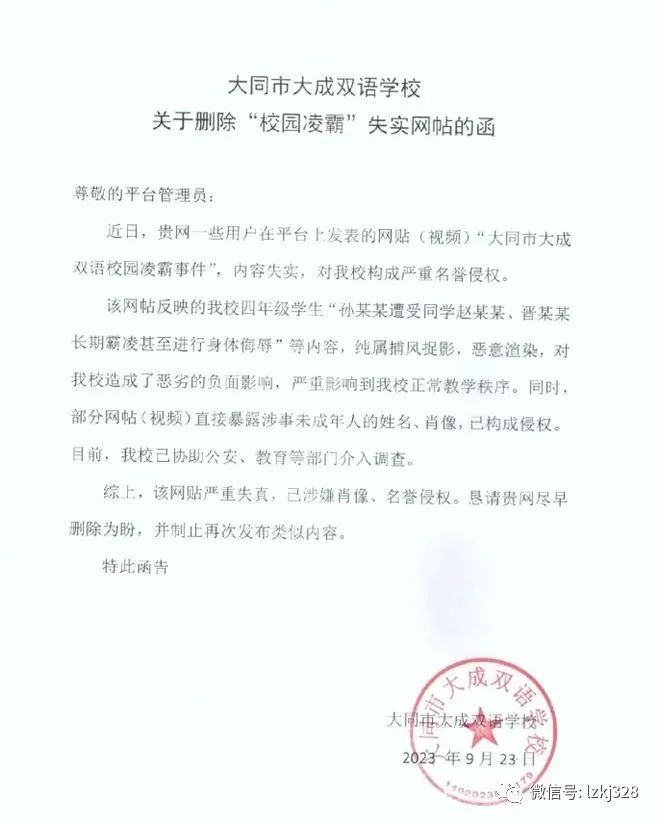 大同市大成双语学校
关于删除“校园凌霸”失实网帖的函
尊敬的平台管理员：
近日，贵网一些用户在平台上发表的网贴（视频）“大同市大成
双语校园凌霸事件”，内容失实，对我校构成严重名誉侵权。
该网帖反映的我校四年级学生“孙某某遭受同学赵某某、晋某某
长期霸凌甚至进行身体侮辱”等内容，纯属捕风捉影，恶意渲染，对
我校造成了恶劣的负面影响，严重影响到我校正常教学秩序。同时，
部分网帖（视频）直接暴露涉事未成年人的姓名、肖像，已构成侵权。
目前，我校已协助公安、教育等部门介入调查。
综上，该网贴严重失真，已涉嫌肖像、名誉侵权。恳请贵网尽早
删除为盼，并制止再次发布类似内容。
特此函告
大同市大成双语学校
大同市大成双语学校
2023 年 9 月 23 日
微信号: lzkj328